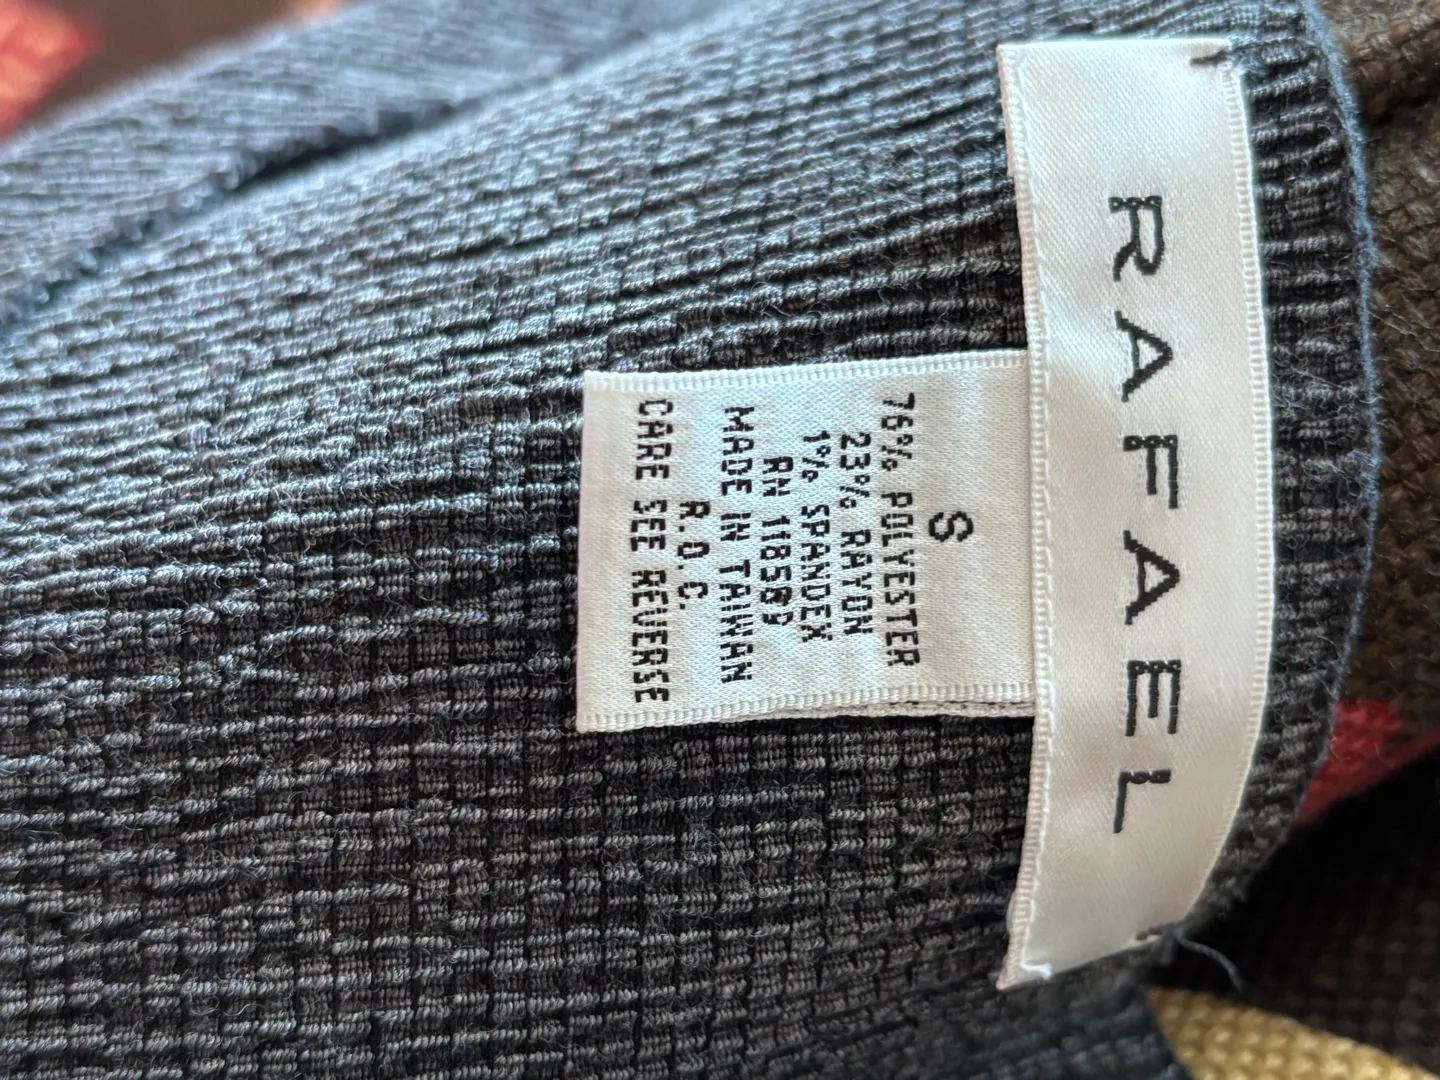 RAFAEL
S
76% POLYESTER
23% RAYON
1% SPANDEX
RN 118589
MADE IN TAIWAN
R.O.C.
CARE SEE REVERSE